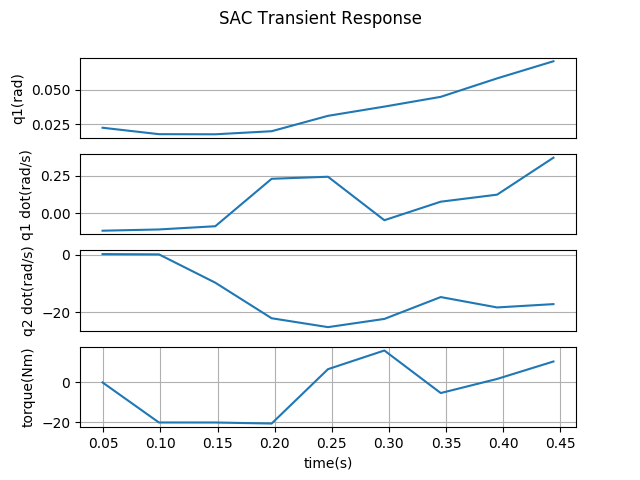 SAC Transient Response
q1(rad)
0.050
0.025
q1 dot(rad/s)
0.25
0.00
q2 dot(rad/s)
0
−20
torque(Nm)
0
−20
0.05 0.10 0.15 0.20 0.25 0.30 0.35 0.40 0.45
time(s)